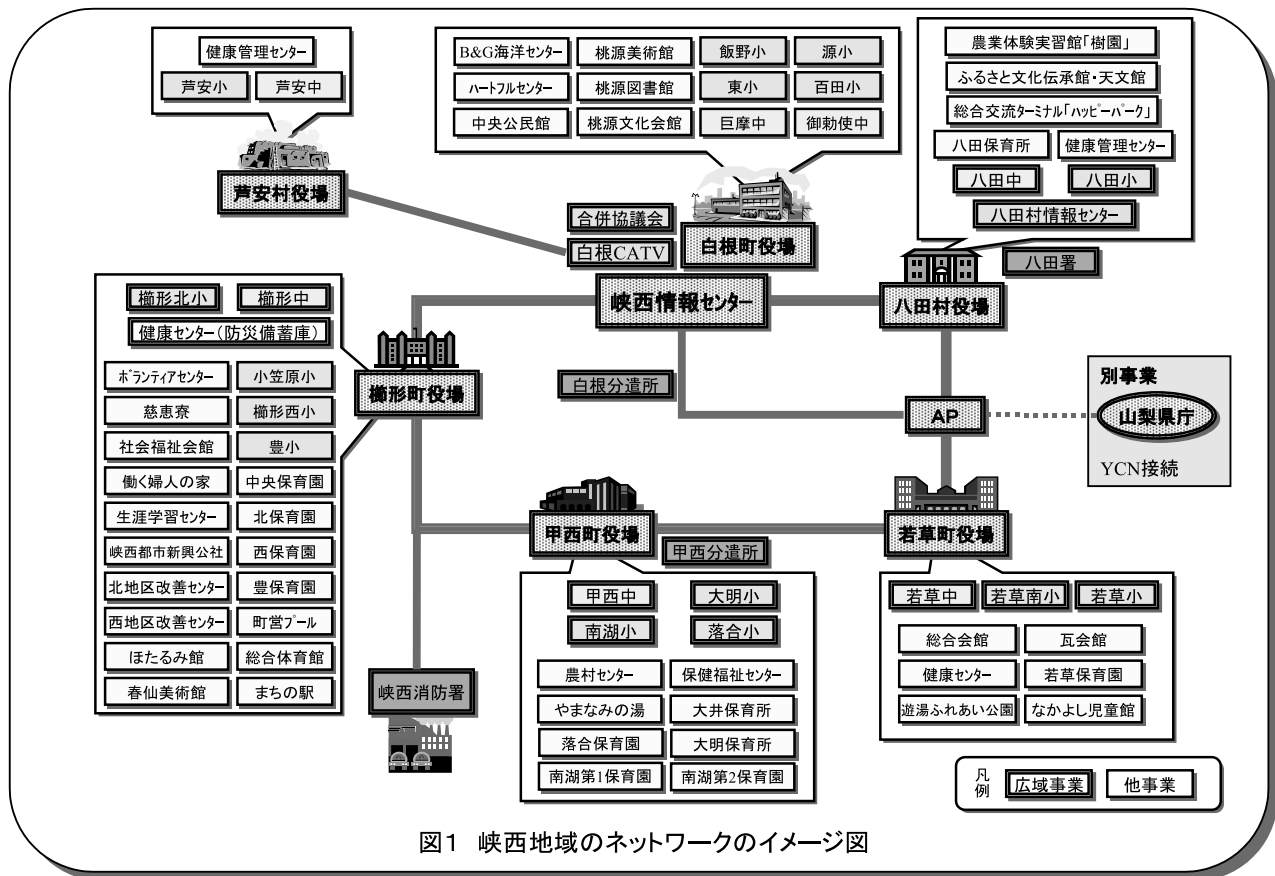 健康管理センター
芦安小 芦安中
芦安村役場
B&G海洋センター 桃源美術館 飯野小 源小
ハートフルセンター 桃源図書館 東小 百田小
中央公民館 桃源文化会館 巨摩中 御勅使中
白根町役場
合併協議会
白根CATV
峡西情報センター
農業体験実習館「樹園」
ふるさと文化伝承館・天文館
総合交流ターミナル「ハッピーパーク」
八田保育所 健康管理センター
八田中 八田小
八田村情報センター
八田署
八田村役場
櫛形北小 櫛形中
健康センター(防災備蓄庫)
ボランティアセンター 小笠原小
慈恵寮 櫛形西小
社会福祉会館 豊小
働く婦人の家 中央保育園
生涯学習センター 北保育園
峡西都市新興公社 西保育園
北地区改善センター 豊保育園
西地区改善センター 町営プール
ほたるみ館 総合体育館
春仙美術館 まちの駅
櫛形町役場
白根分遣所
AP
別事業
山梨県庁
YCN接続
峡西消防署
甲西町役場
甲西分遣所
甲西中 大明小
南湖小 落合小
農村センター 保健福祉センター
やまなみの湯 大井保育所
落合保育園 大明保育所
南湖第1保育園 南湖第2保育園
若草町役場
若草中 若草南小 若草小
総合会館 瓦会館
健康センター 若草保育園
遊湯ふれあい公園 なかよし児童館
凡例 広域事業 他事業
図1 峡西地域のネットワークのイメージ図